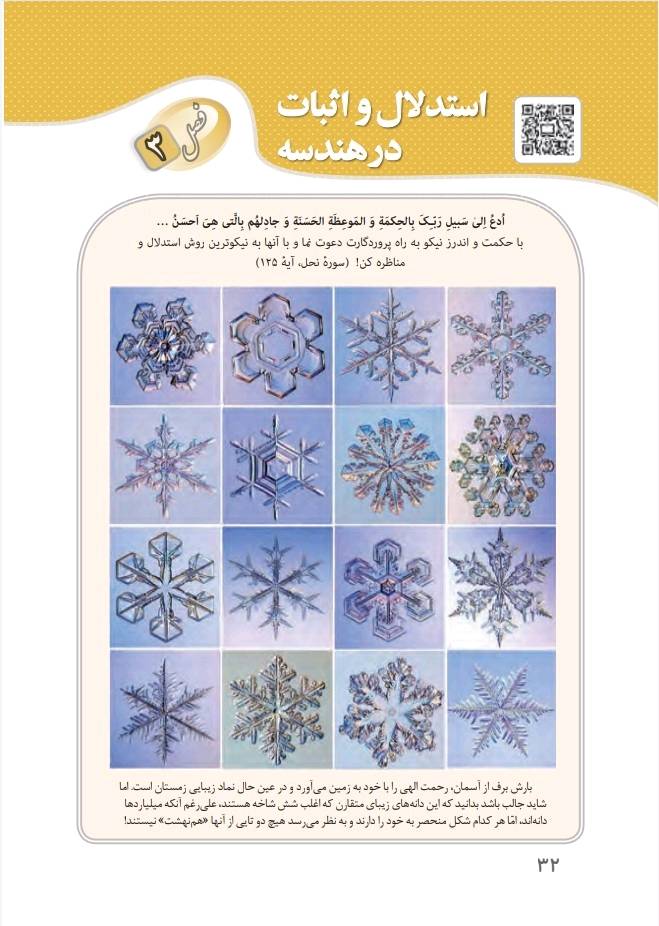 استدلال و اثبات
در هندسه
فصل ۳
اُدعُ اِلیٰ سَبیلِ رَبِّـکَ بِالحِکمَةِ وَ المَوعِظَةِ الحَسَنَةِ وَ جادِلهُم بِالَّتی هِیَ اَحسَنُ ...
با حکمت و اندرز نیکو به راه پروردگارت دعوت نما و با آنها به نیکوترین روش استدلال و
مناظره کن! (سورهٔ نحل، آیهٔ ۱۲۵)
بارش برف از آسمان، رحمت الهی را با خود به زمین می‌آورد و در عین حال نماد زیبایی زمستان است. اما
شاید جالب باشد بدانید که این دانه‌های زیبای متقارن که اغلب شش شاخه هستند، علی‌رغم آنکه میلیاردها
دانه‌اند، امّا هر کدام شکل منحصر به خود را دارند و به نظر می‌رسد هیچ دو تایی از آنها «هم‌نهشت» نیستند!
۳۲